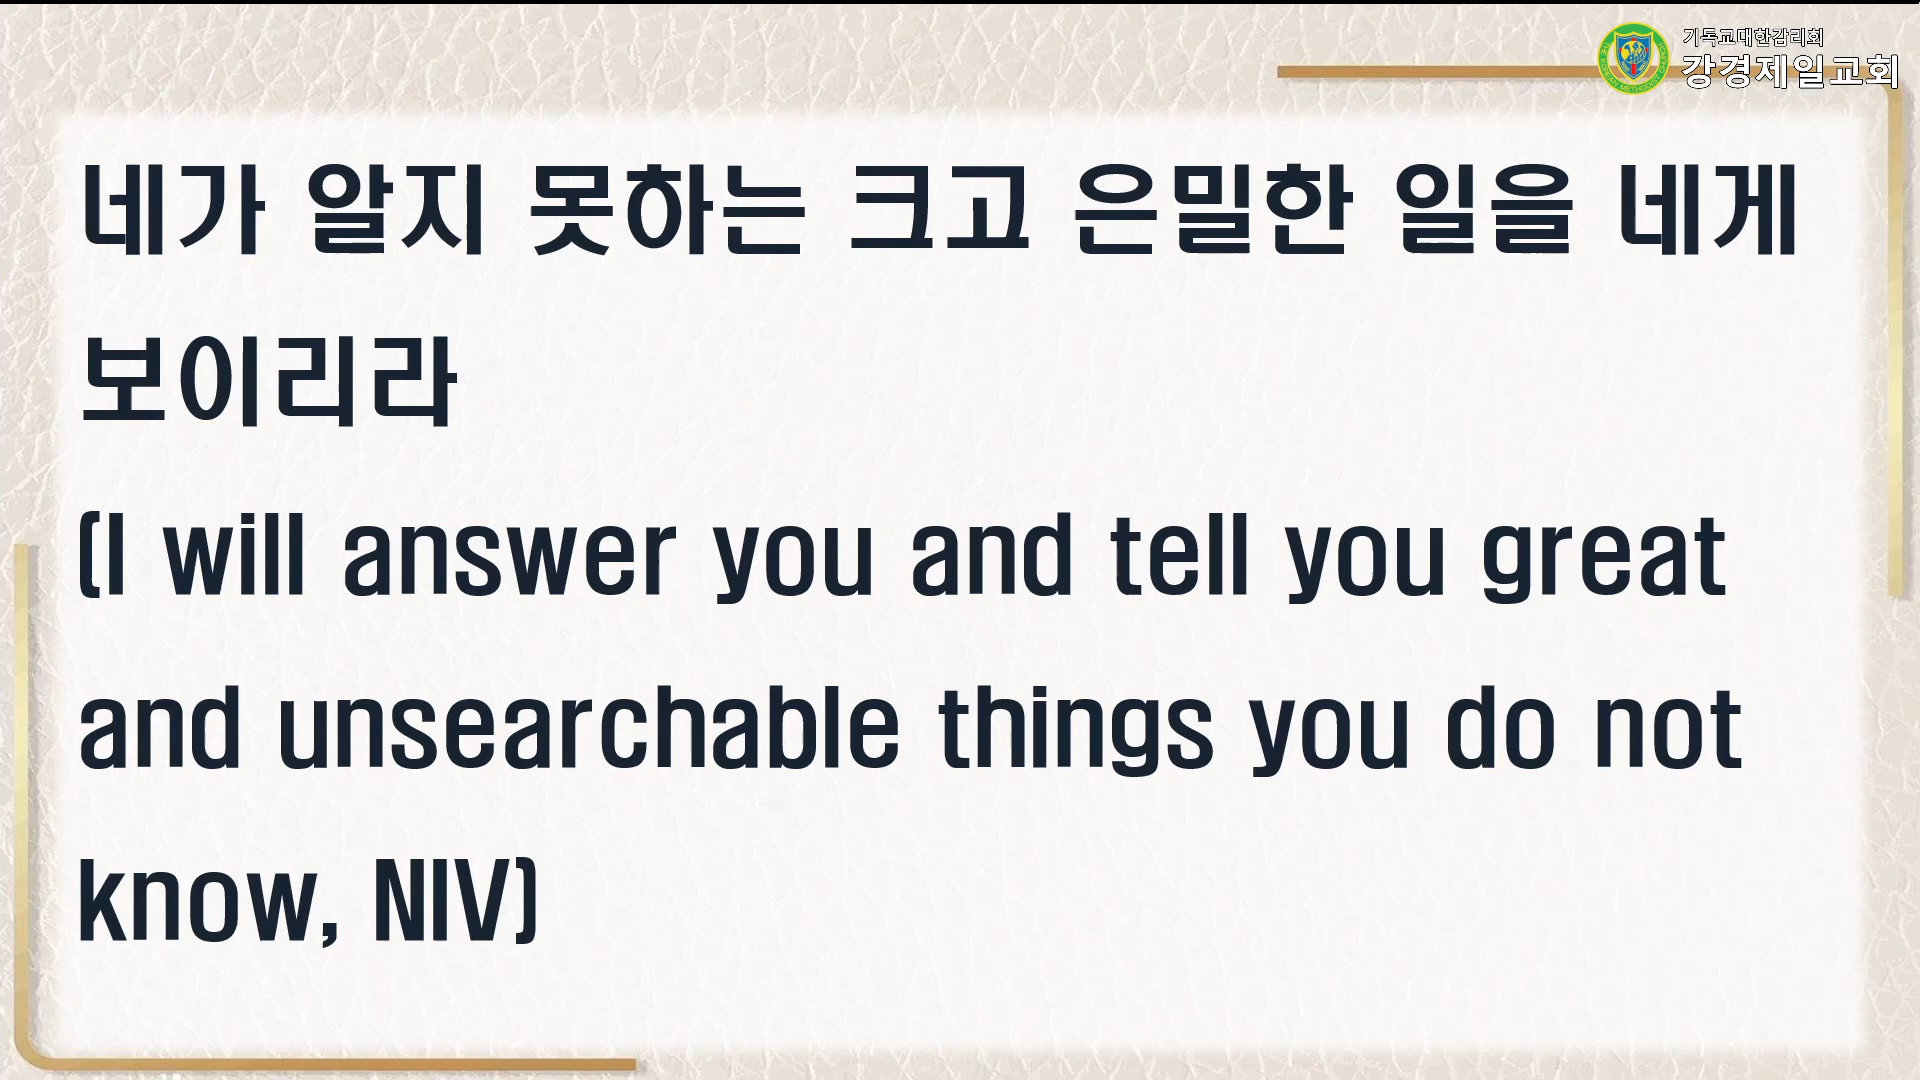 기독교대한감리회
강경제일교회
네가 알지 못하는 크고 은밀한 일을 네게
보이리라
(I will answer you and tell you great
and unsearchable things you do not
know, NIV)